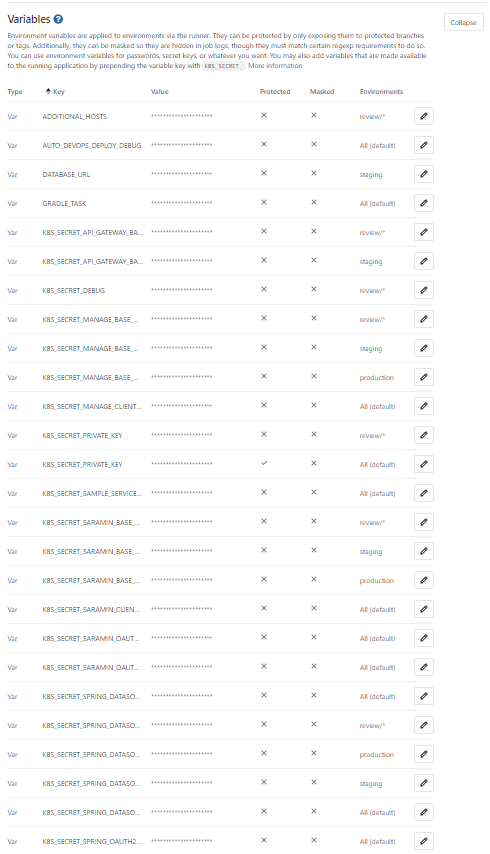 Variables
Collapse
Environment variables are applied to environments via the runner. They can be protected by only exposing them to protected branches
or tags. Additionally, they can be masked so they are hidden in job logs, though they must match certain regexp requirements to do so.
You can use environment variables for passwords, secret keys, or whatever you want. You may also add variables that are made available
to the running application by prepending the variable key with K8S_SECRET_. More information
Type Key Value Protected Masked Environments
Var ADDITIONAL_HOSTS ******************** review/*
Var AUTO_DEVOPS_DEPLOY_DEBUG ******************** All (default)
Var DATABASE_URL ******************** staging
Var GRADLE_TASK ******************** All (default)
Var K8S_SECRET_API_GATEWAY_BA... ******************** review/*
Var K8S_SECRET_API_GATEWAY_BA... ******************** staging
Var K8S_SECRET_DEBUG ******************** review/*
Var K8S_SECRET_MANAGE_BASE_... ******************** review/*
Var K8S_SECRET_MANAGE_BASE_... ******************** staging
Var K8S_SECRET_MANAGE_BASE_... ******************** production
Var K8S_SECRET_MANAGE_CLIENT... ******************** All (default)
Var K8S_SECRET_PRIVATE_KEY ******************** review/*
Var K8S_SECRET_PRIVATE_KEY ******************** All (default)
Var K8S_SECRET_SAMPLE_SERVICE... ******************** All (default)
Var K8S_SECRET_SARAMIN_BASE_... ******************** review/*
Var K8S_SECRET_SARAMIN_BASE_... ******************** staging
Var K8S_SECRET_SARAMIN_BASE_... ******************** production
Var K8S_SECRET_SARAMIN_CLIEN... ******************** All (default)
Var K8S_SECRET_SARAMIN_OAUT... ******************** All (default)
Var K8S_SECRET_SARAMIN_OAUT... ******************** All (default)
Var K8S_SECRET_SPRING_DATASO... ******************** All (default)
Var K8S_SECRET_SPRING_DATASO... ******************** review/*
Var K8S_SECRET_SPRING_DATASO... ******************** production
Var K8S_SECRET_SPRING_DATASO... ******************** staging
Var K8S_SECRET_SPRING_DATASO... ******************** All (default)
Var K8S_SECRET_SPRING_OAUTH2... ******************** All (default)